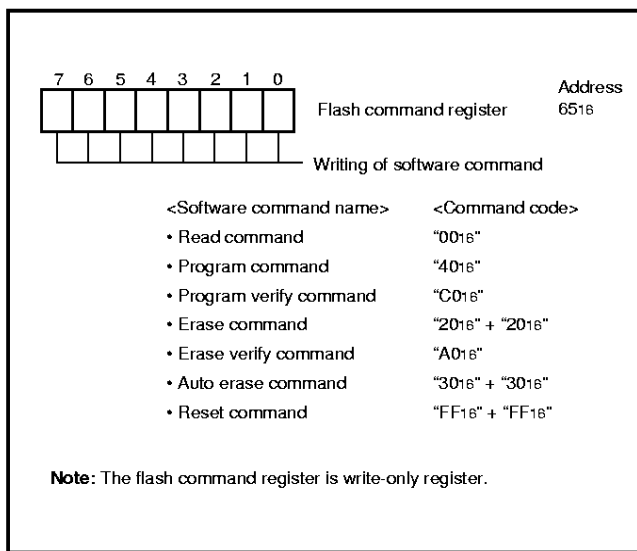 7 6 5 4 3 2 1 0
Address
Flash command register 6516
Writing of software command
<Software command name> <Command code>
• Read command “0016”
• Program command “4016”
• Program verify command “C016”
• Erase command “2016” + “2016”
• Erase verify command “A016”
• Auto erase command “3016” + “3016”
• Reset command “FF16” + “FF16”
Note: The flash command register is write-only register.